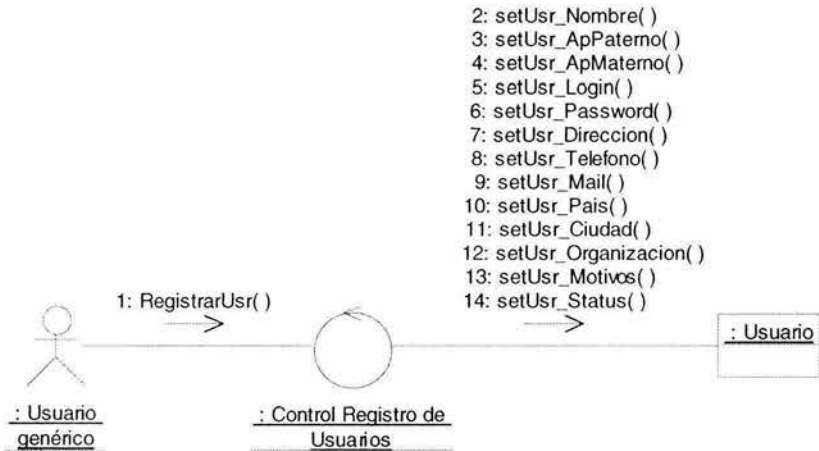 2: setUsr_Nombre( )
3: setUsr_ApPaterno( )
4: setUsr_ApMaterno( )
5: setUsr_Login( )
6: setUsr_Password( )
7: setUsr_Direccion( )
8: setUsr_Telefono( )
9: setUsr_Mail( )
10: setUsr_Pais( )
11: setUsr_Ciudad( )
12: setUsr_Organizacion( )
13: setUsr_Motivos( )
14: setUsr_Status( )
1: RegistrarUsr( )
: Usuario
: Usuario
genérico
: Control Registro de
Usuarios